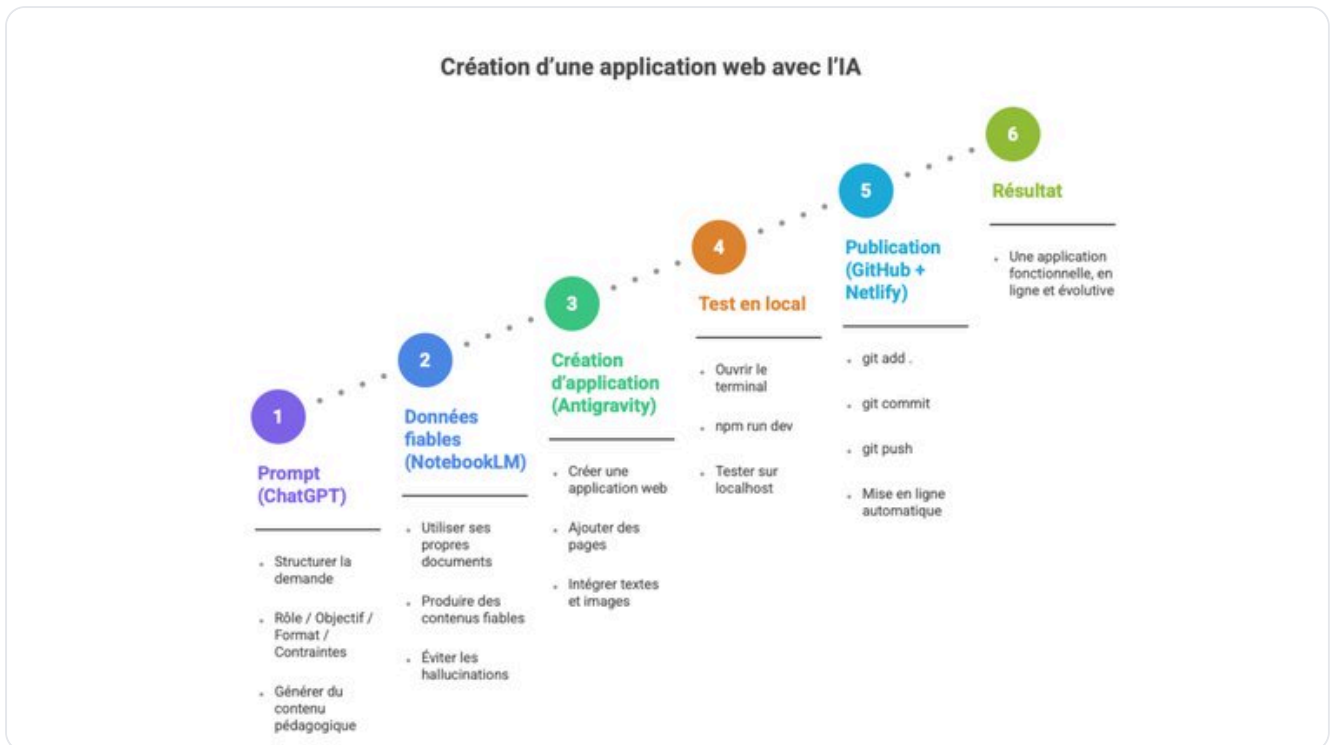 Création d'une application web avec l'IA
1
Prompt
(ChatGPT)
Structurer la
demande
Rôle / Objectif /
Format /
Contraintes
Générer du
contenu
pédagogique
2
Données
fiables
(NotebookLM)
Utiliser ses
propres
documents
Produire des
contenus fiables
Éviter les
hallucinations
3
Création
d'application
(Antigravity)
Créer une
application web
Ajouter des
pages
Intégrer textes
et images
4
Test en local
Ouvrir le
terminal
npm run dev
Tester sur
localhost
5
Publication
(GitHub +
Netlify)
git add .
git commit
git push
Mise en ligne
automatique
6
Résultat
Une application
fonctionnelle, en
ligne et évolutive